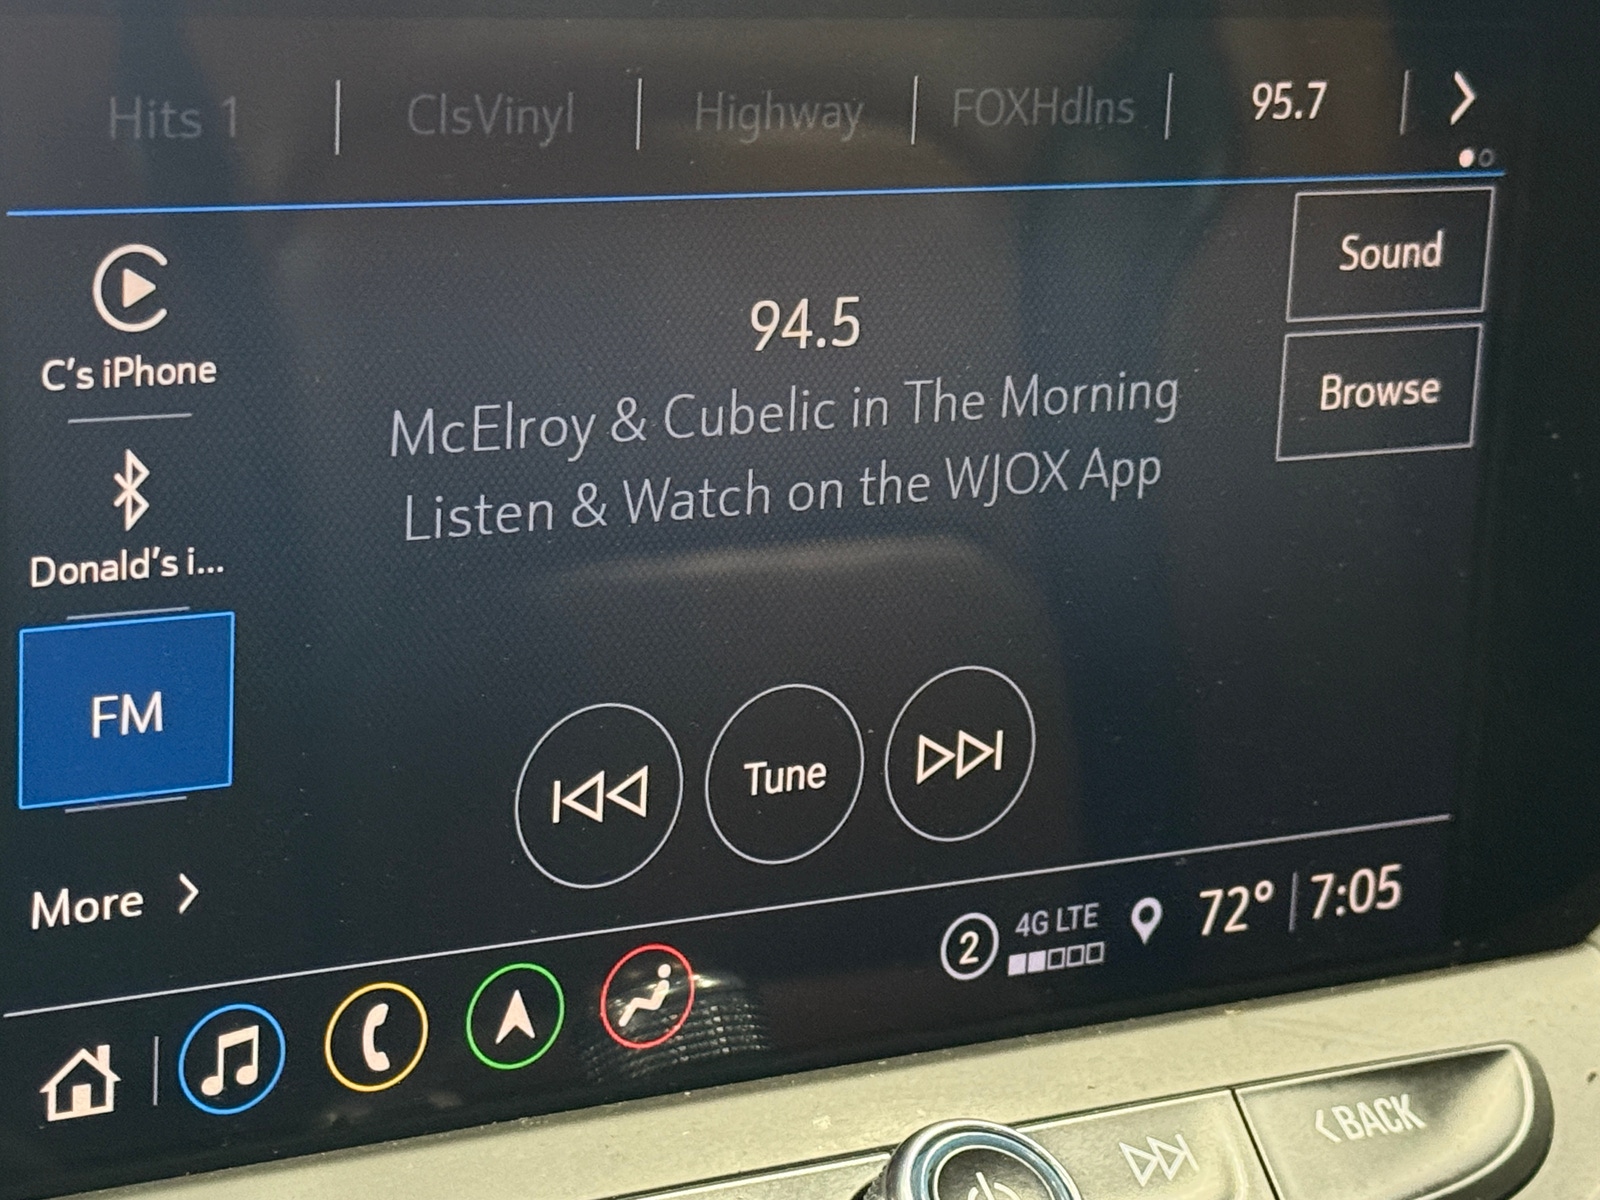 Hits 1
ClsVinyl
Highway
FOXHdlns
95.7
Sound
Browse
C's iPhone
Donald's i...
FM
More
94.5
McElroy & Cubelic in The Morning
Listen & Watch on the WJOX App
Tune
2
4G LTE
72° 7:05
BACK